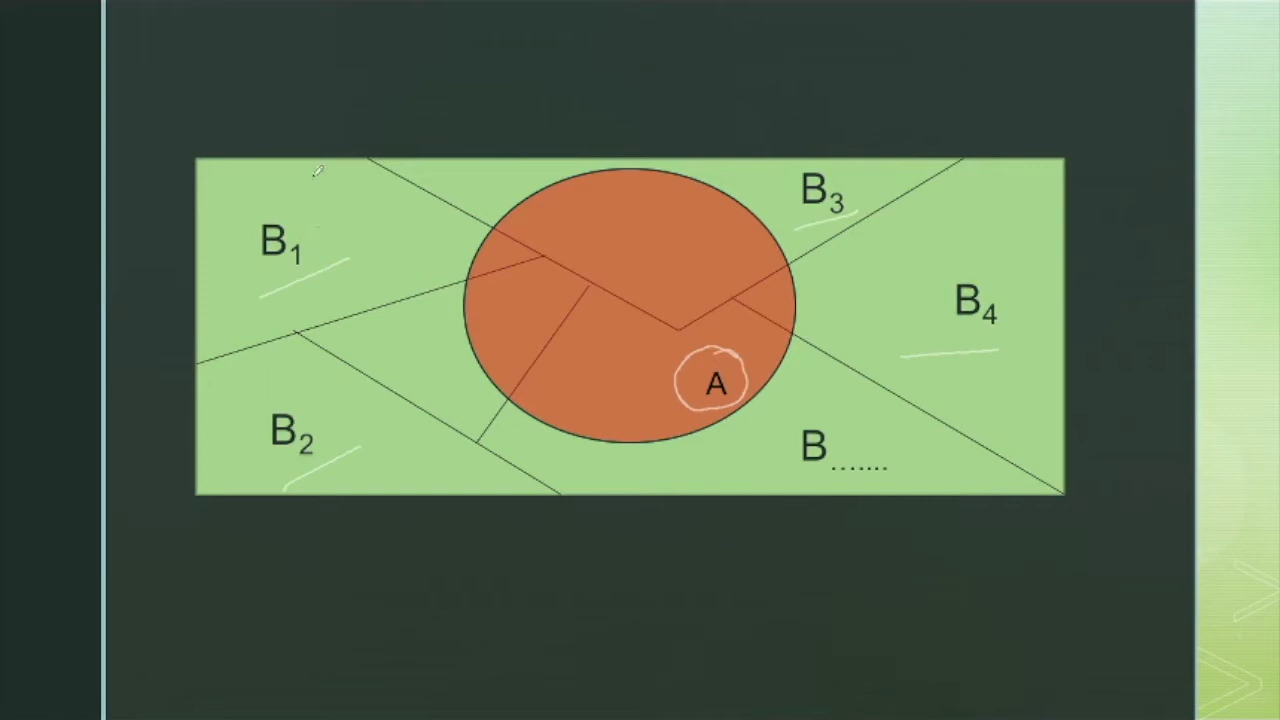 B₃
B₁
B₄
A
B₂
B.......